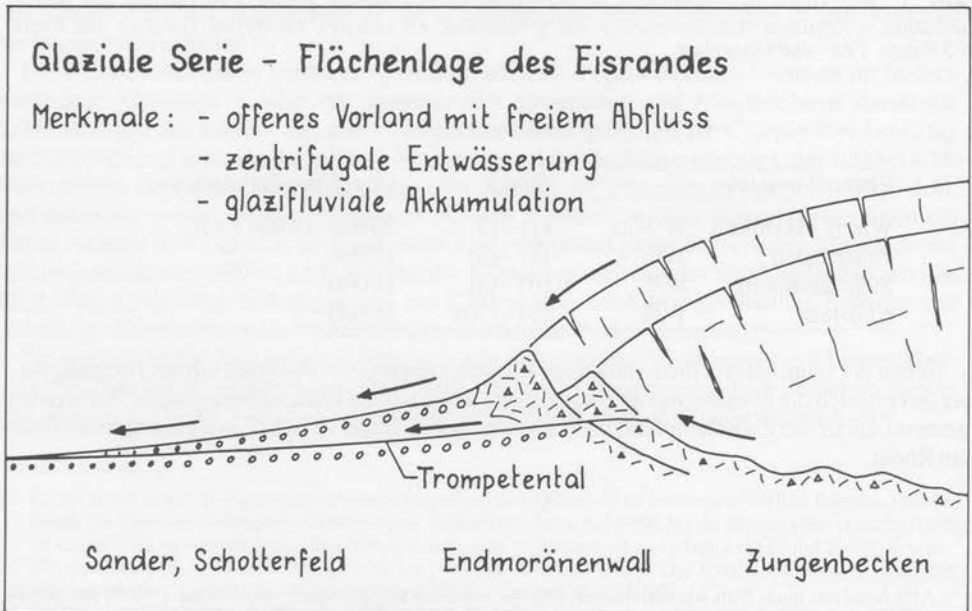 Glaziale Serie – Flächenlage des Eisrandes
Merkmale: - offenes Vorland mit freiem Abfluss
- zentrifugale Entwässerung
- glazifluviale Akkumulation
Trompetental
Sander, Schotterfeld Endmoränenwall Zungenbecken